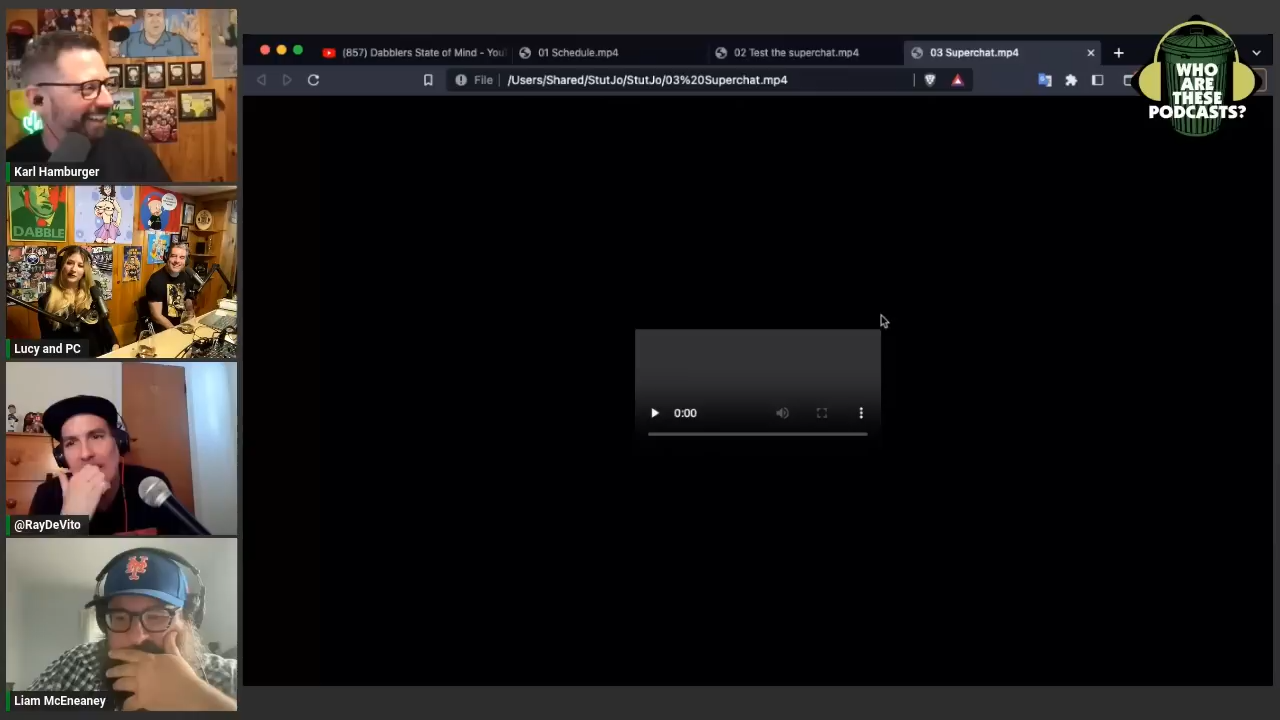 (857) Dabblers State of Mind - You
01 Schedule.mp4
02 Test the superchat.mp4
03 Superchat.mp4
File
/Users/Shared/StutJo/StutJo/03%20Superchat.mp4
WHO
ARE
THESE
PODCASTS?
0:00
Karl Hamburger
DABBLE
Lucy and PC
@RayDeVito
Liam McEneaney